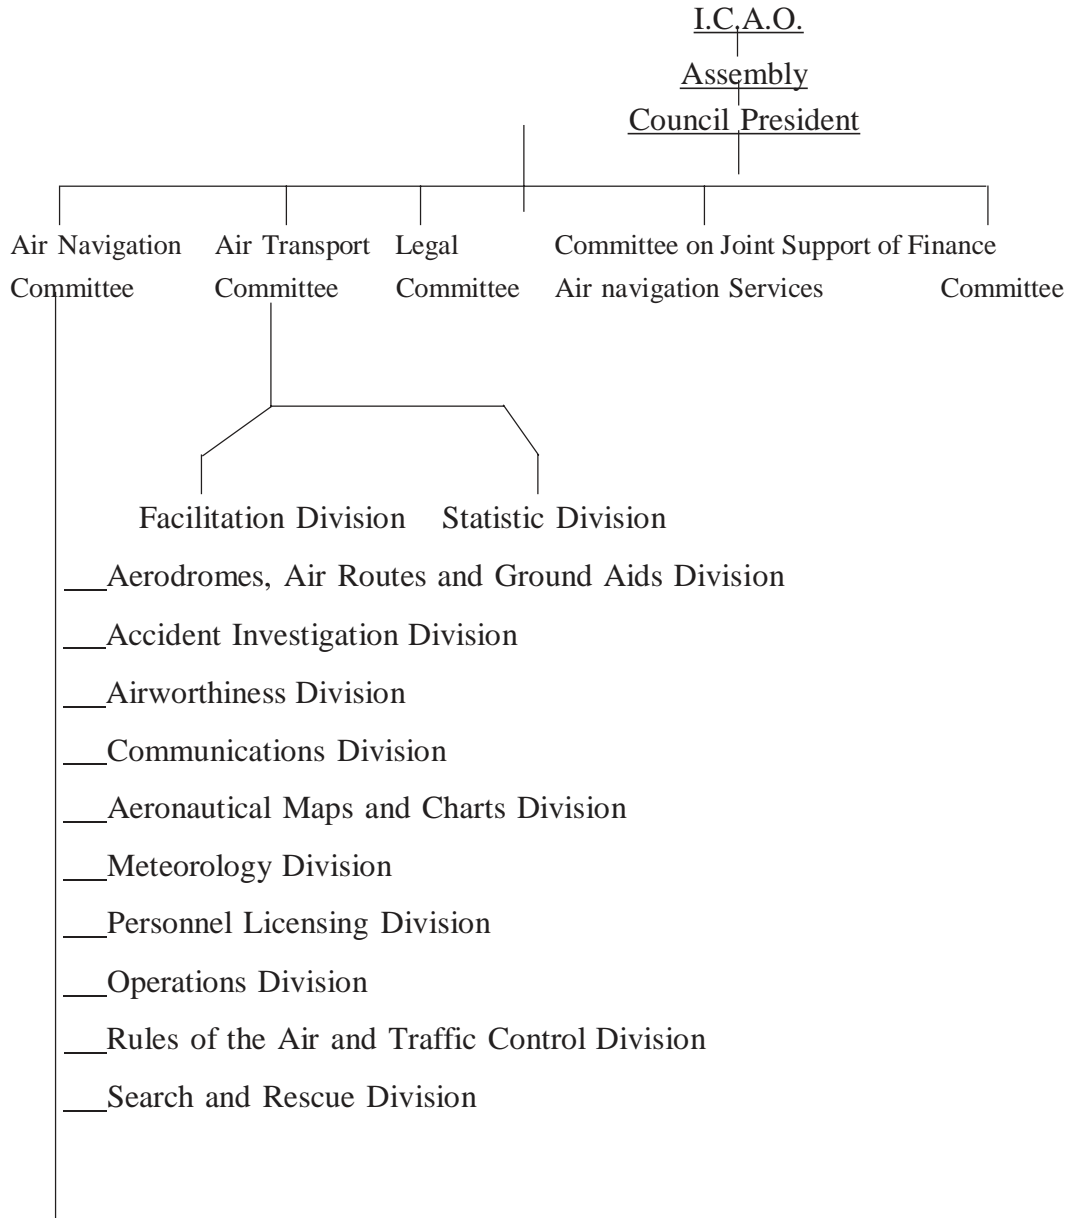 I.C.A.O.
Assembly
Council President
Air Navigation Air Transport Legal Committee on Joint Support of Finance
Committee Committee Committee Air navigation Services Committee
Facilitation Division Statistic Division
Aerodromes, Air Routes and Ground Aids Division
Accident Investigation Division
Airworthiness Division
Communications Division
Aeronautical Maps and Charts Division
Meteorology Division
Personnel Licensing Division
Operations Division
Rules of the Air and Traffic Control Division
Search and Rescue Division